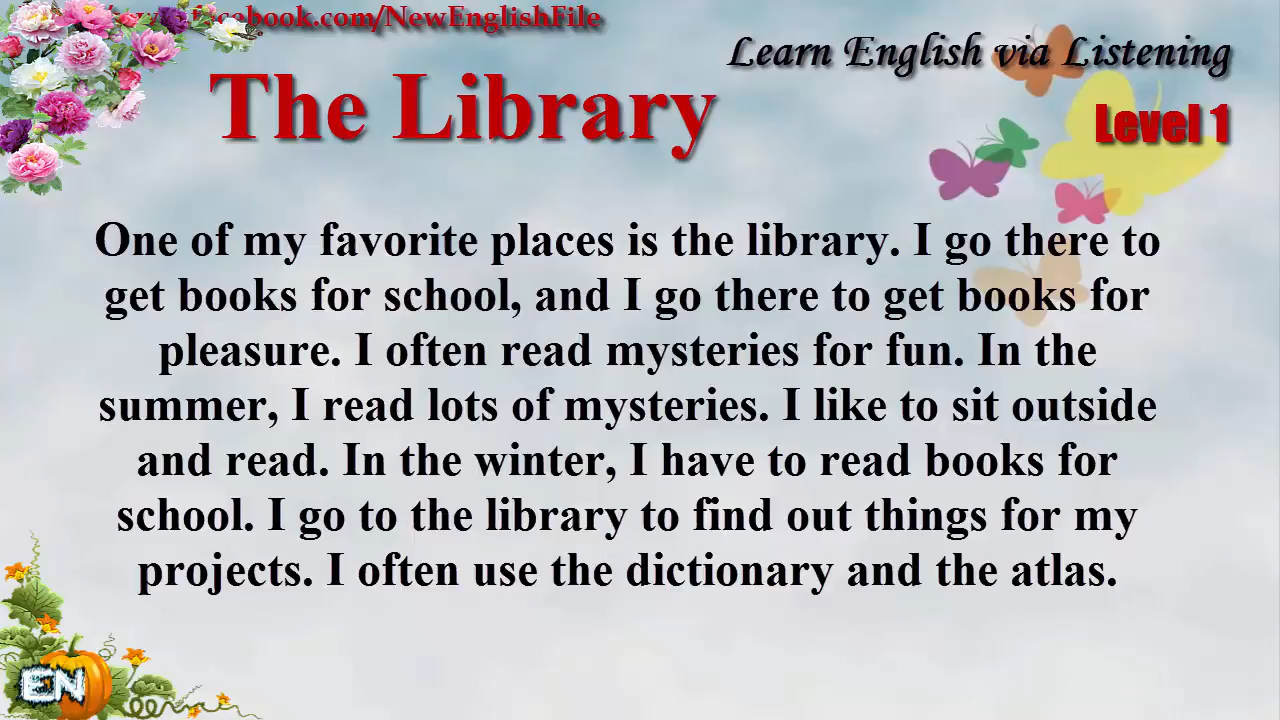 facebook.com/NewEnglishFile
Learn English via Listening
The Library
Level 1
One of my favorite places is the library. I go there to
get books for school, and I go there to get books for
pleasure. I often read mysteries for fun. In the
summer, I read lots of mysteries. I like to sit outside
and read. In the winter, I have to read books for
school. I go to the library to find out things for my
projects. I often use the dictionary and the atlas.
EN